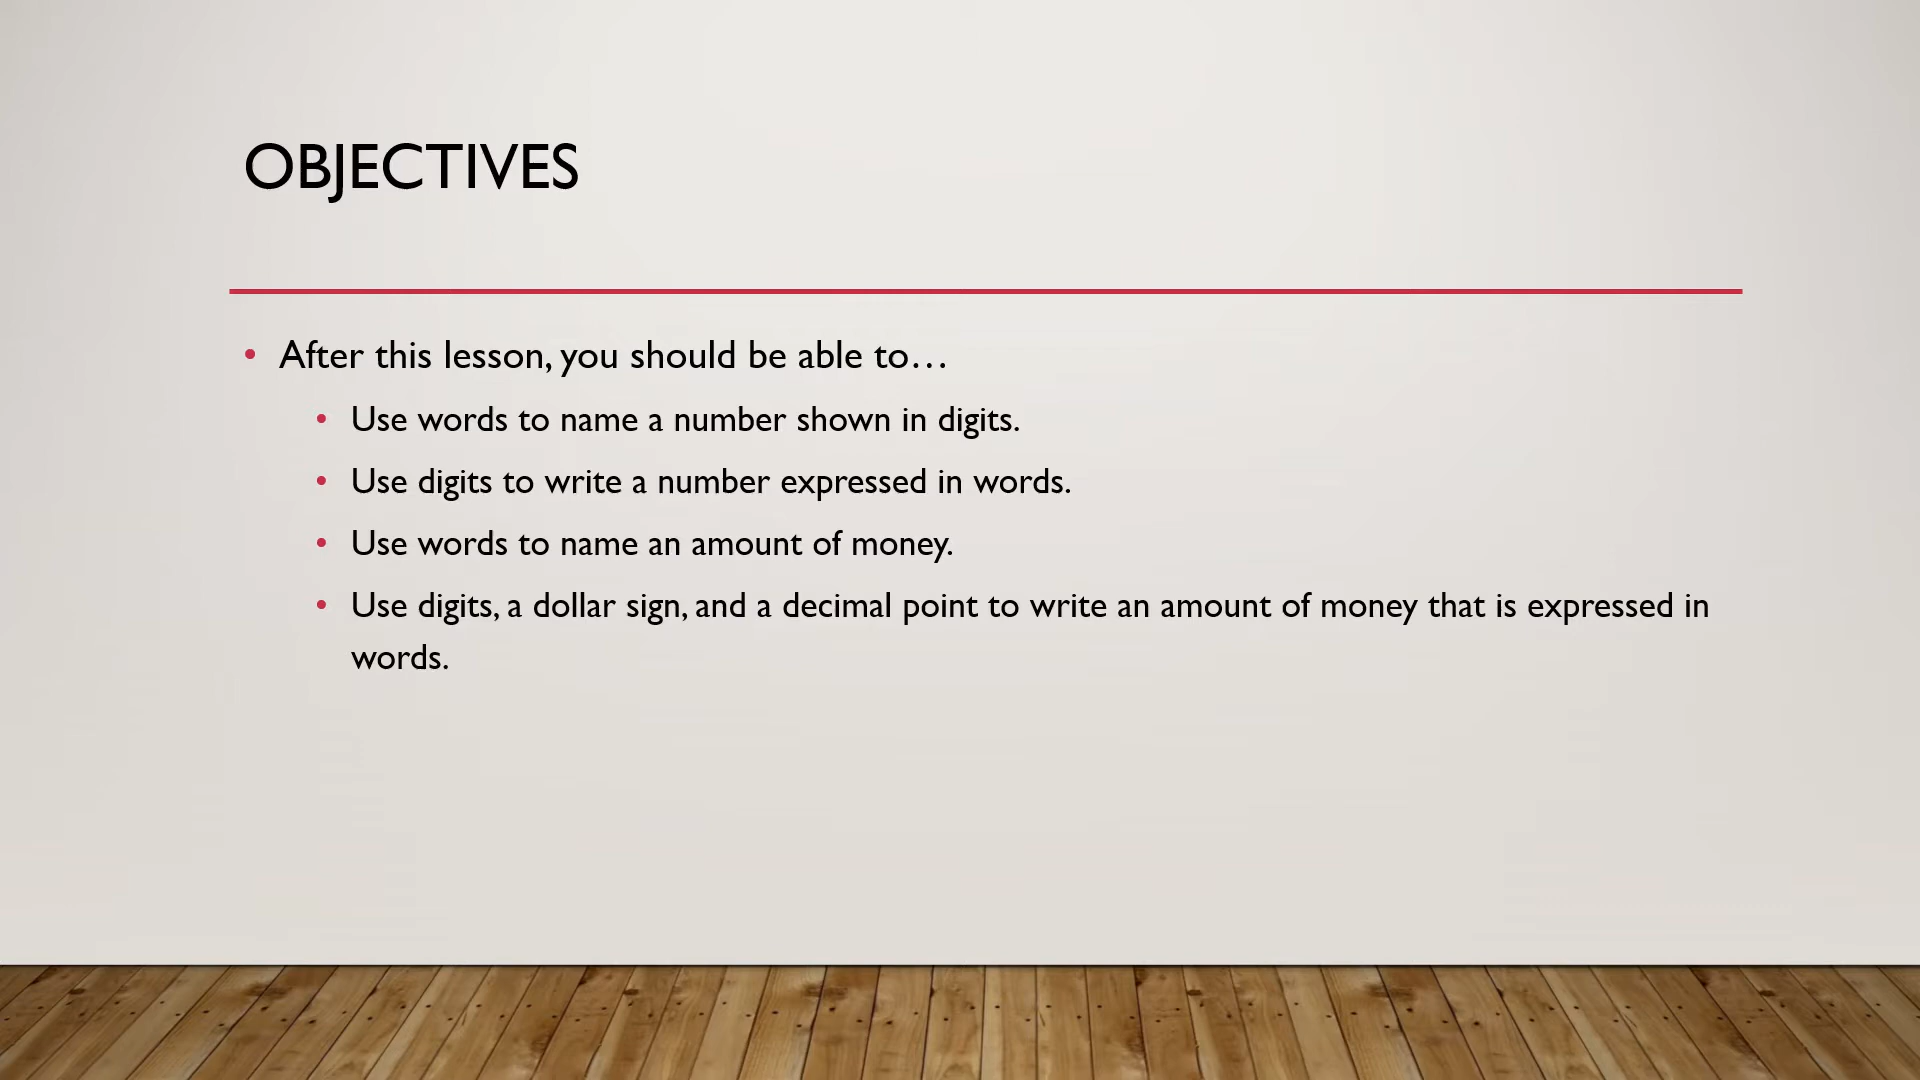 OBJECTIVES
• After this lesson, you should be able to…
• Use words to name a number shown in digits.
• Use digits to write a number expressed in words.
• Use words to name an amount of money.
• Use digits, a dollar sign, and a decimal point to write an amount of money that is expressed in
words.